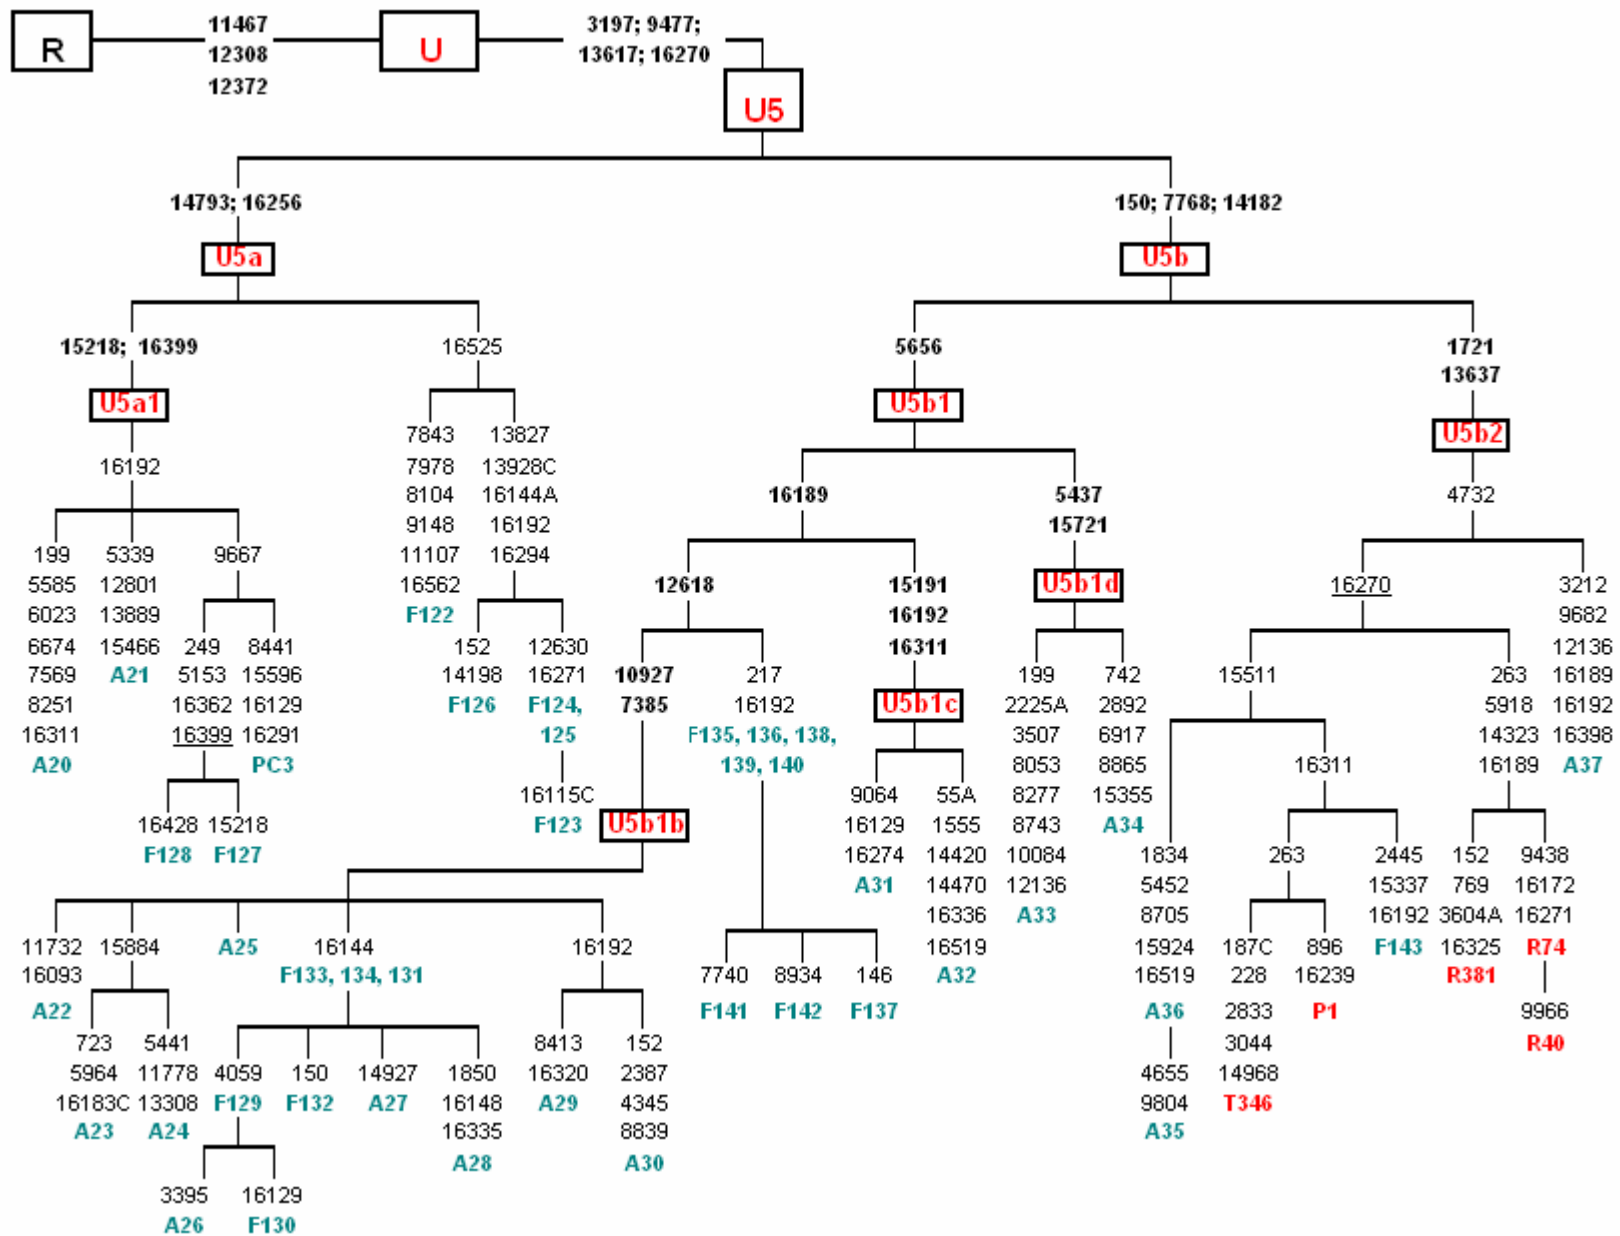 11467
3197; 9477;
R
12308
U
13617; 16270
12372
U5
14793; 16256
150; 7768; 14182
U5a
U5b
15218; 16399
16525
5656
1721
13637
U5a1
U5b1
U5b2
7843 13827
16192
7978 13928C
8104 16144A
16189
5437
4732
9148 16192
15721
199 5339 9667
11107 16294
12618
15191
U5b1d
16270
3212
5585 12801
16562
16192
9682
6023 13889
F122
16311
12136
6674 15466
249 8441
152 12630
10927 217
199 742
15511
263
16189
7569 A21
5153 15596
14198 16271
7385 16192
U5b1c
2225A 2892
5918
16192
8251
16362 16129
F126 F124,
F135, 136, 138,
3507 6917
14323
16398
16311
16399 16291
125
139, 140
8053 8865
16311
16189
A37
A20
PC3
16115C
9064 55A
8277 15355
16428 15218
F123
U5b1b
16129 1555
8743 A34
F128 F127
16274 14420
10084
1834
263
2445
152 9438
A31 14470
12136
5452
15337
769 16172
16336
A33
8705
16192
3604A 16271
11732 15884
A25
16144
16192
16519
15924
187C 896
F143
16325 R74
16093
F133, 134, 131
7740 8934 146
A32
16519
228 16239
R381
A22
F141 F142 F137
A36
2833 P1
9966
723 5441
8413 152
3044
R40
5964 11778
4059 150 14927 1850
16320 2387
4655
14968
16183C 13308
F129 F132 A27 16148
A29 4345
9804
T346
A23 A24
16335
8839
A35
A28
A30
3395 16129
A26 F130